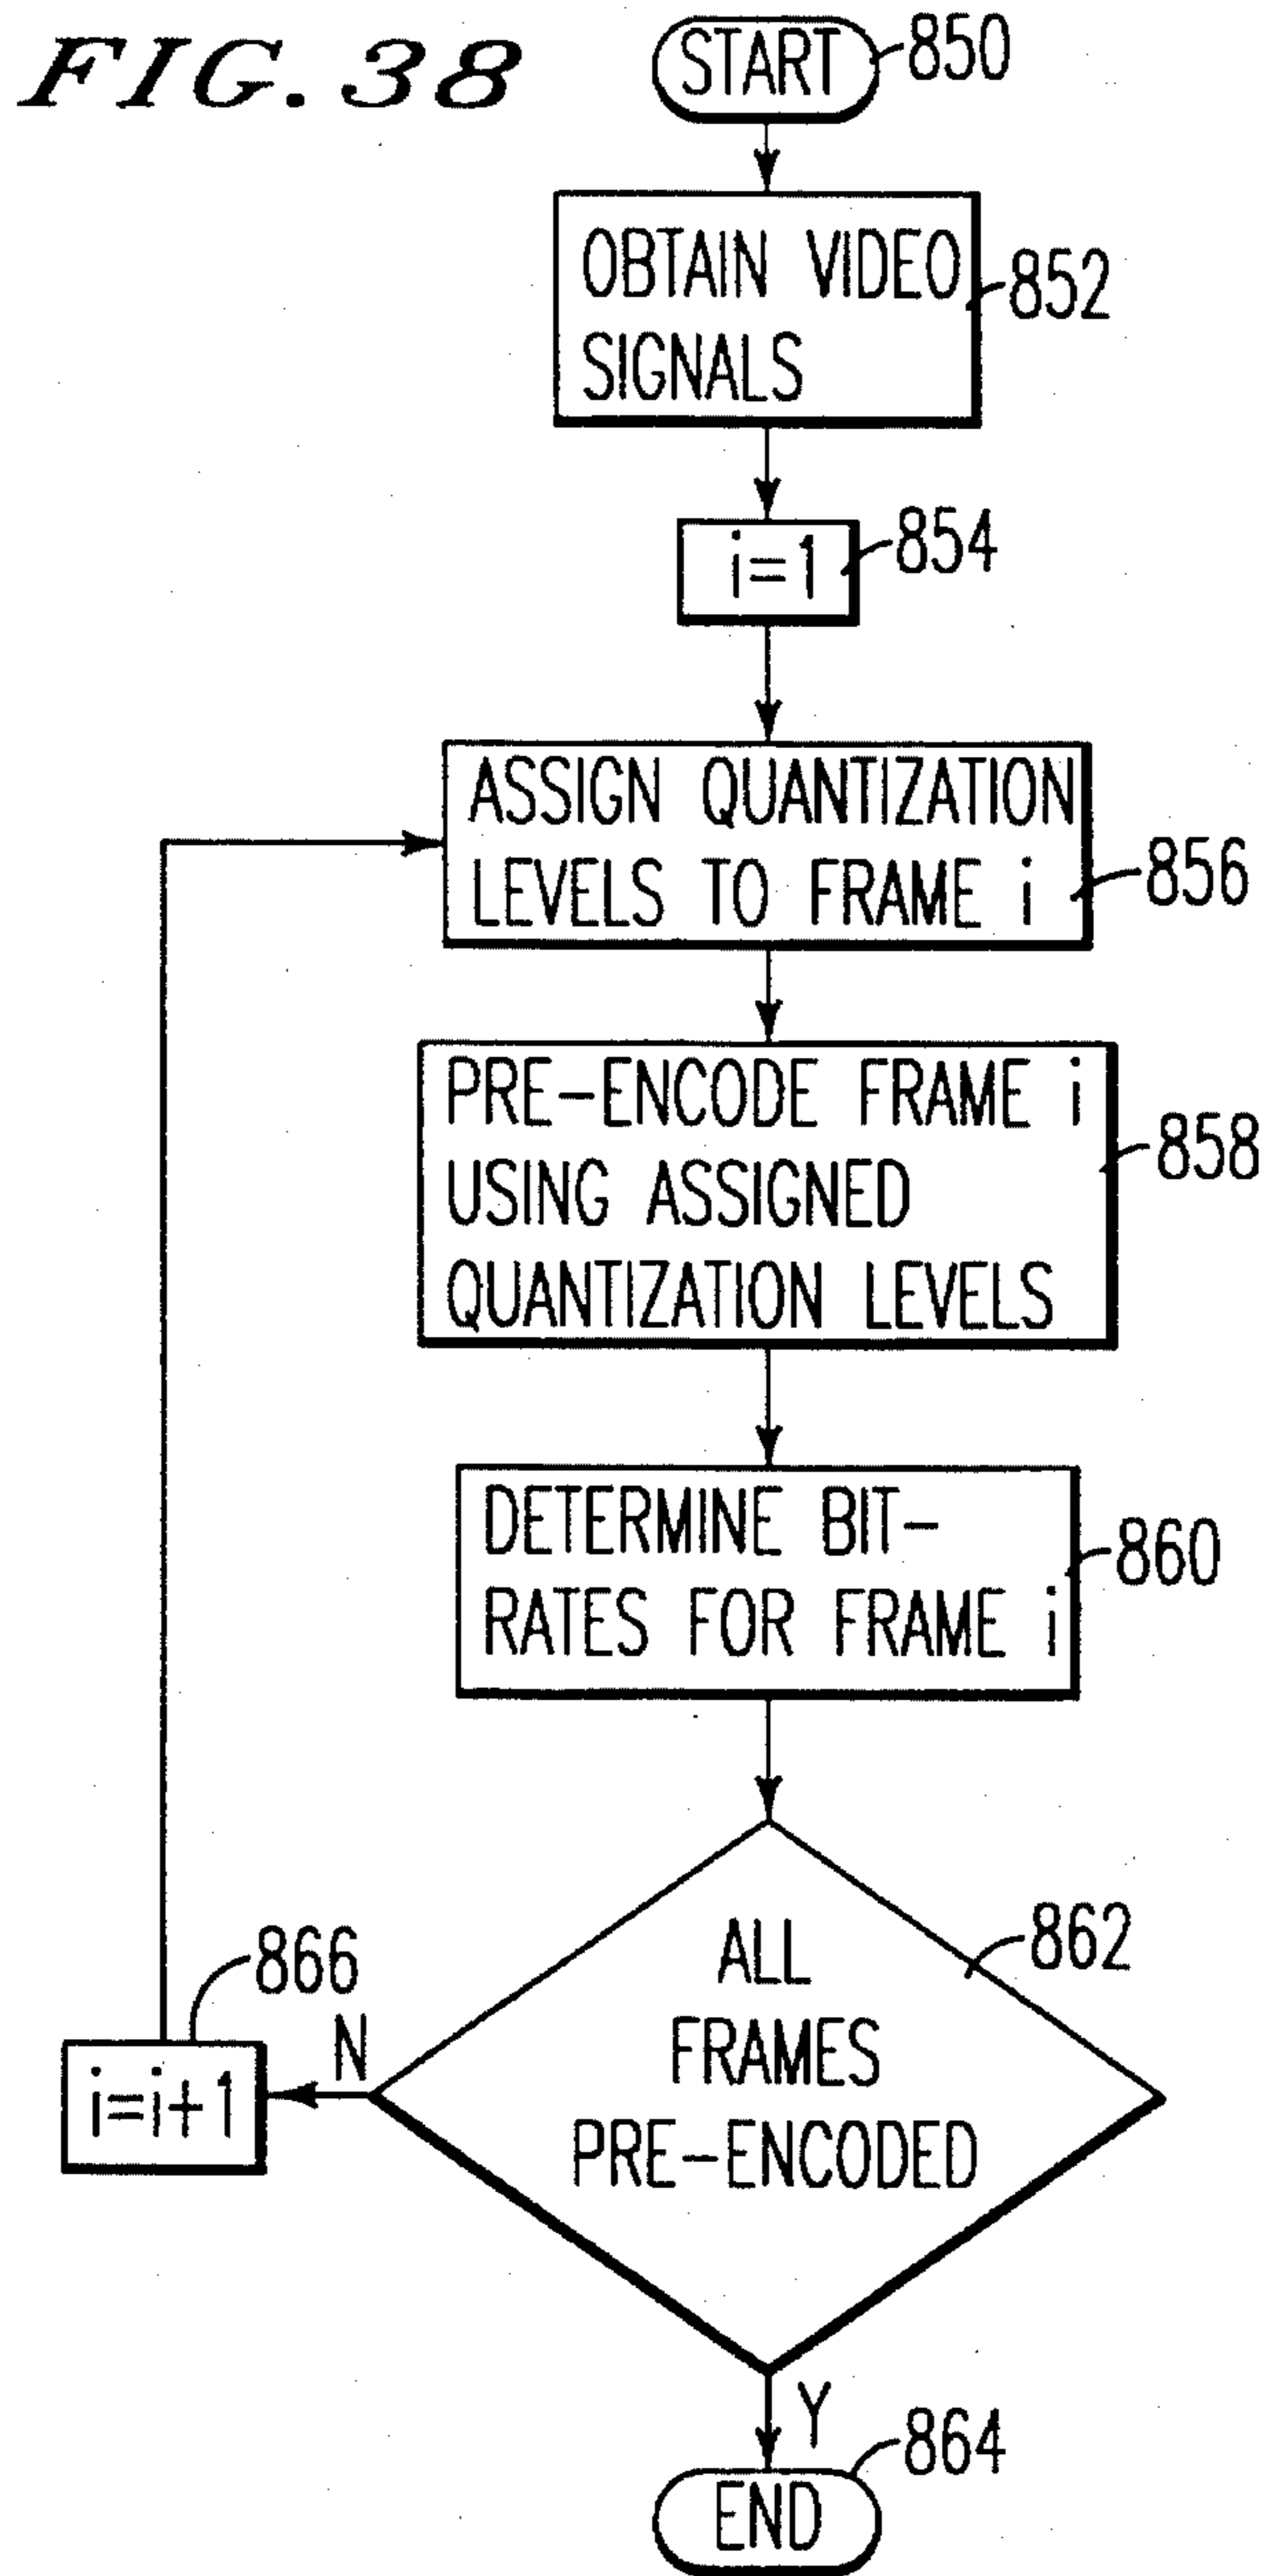 FIG. 38
START
850
OBTAIN VIDEO
SIGNALS
852
i=1
854
ASSIGN QUANTIZATION
LEVELS TO FRAME i
856
PRE-ENCODE FRAME i
USING ASSIGNED
QUANTIZATION LEVELS
858
DETERMINE BIT-
RATES FOR FRAME i
860
ALL
FRAMES
PRE-ENCODED
862
N
866
i=i+1
Y
864
END